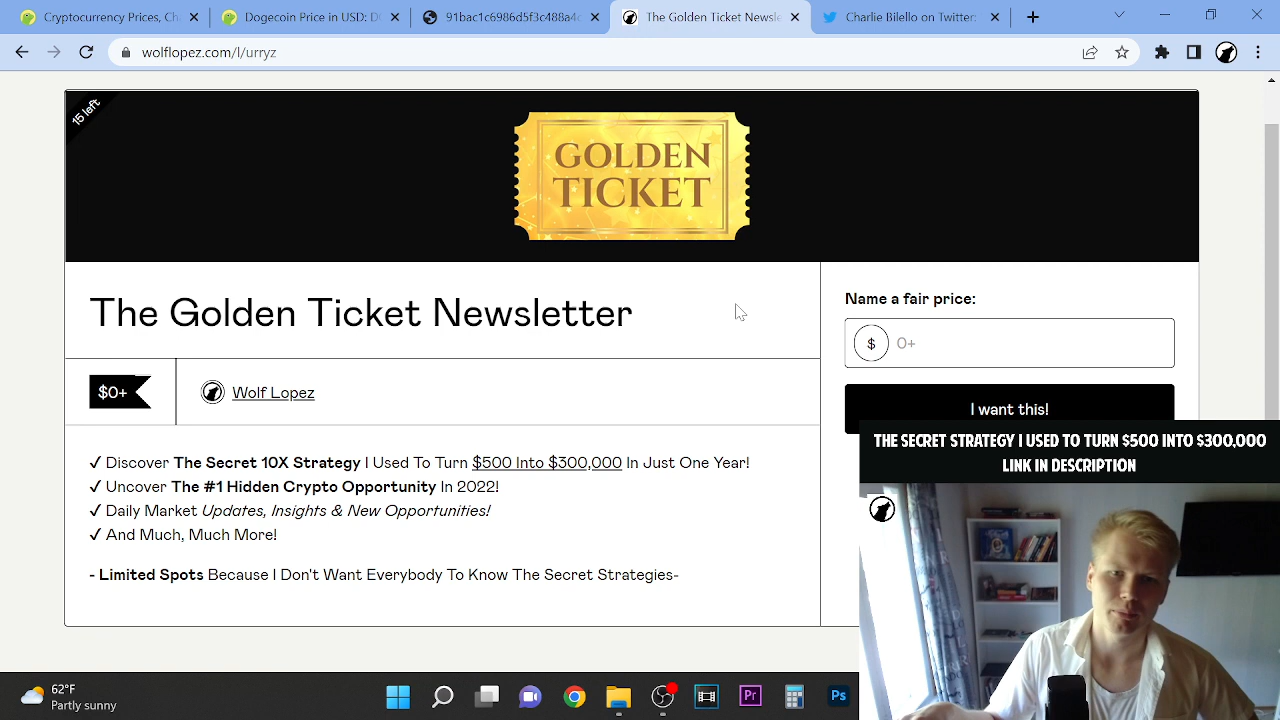 Cryptocurrency Prices, Ch
Dogecoin Price in USD: D
91bac1c6986d5f3c488a4
The Golden Ticket Newsle
Charlie Bilello on Twitter:
wolflopez.com/l/urryz
15 left
GOLDEN
TICKET
The Golden Ticket Newsletter
Name a fair price:
$ 0+
$0+
Wolf Lopez
I want this!
✓ Discover The Secret 10X Strategy I Used To Turn $500 Into $300,000 In Just One Year!
✓ Uncover The #1 Hidden Crypto Opportunity In 2022!
✓ Daily Market Updates, Insights & New Opportunities!
✓ And Much, Much More!
- Limited Spots Because I Don't Want Everybody To Know The Secret Strategies-
THE SECRET STRATEGY I USED TO TURN $500 INTO $300,000
LINK IN DESCRIPTION
62°F
Partly sunny
Pr
Ps